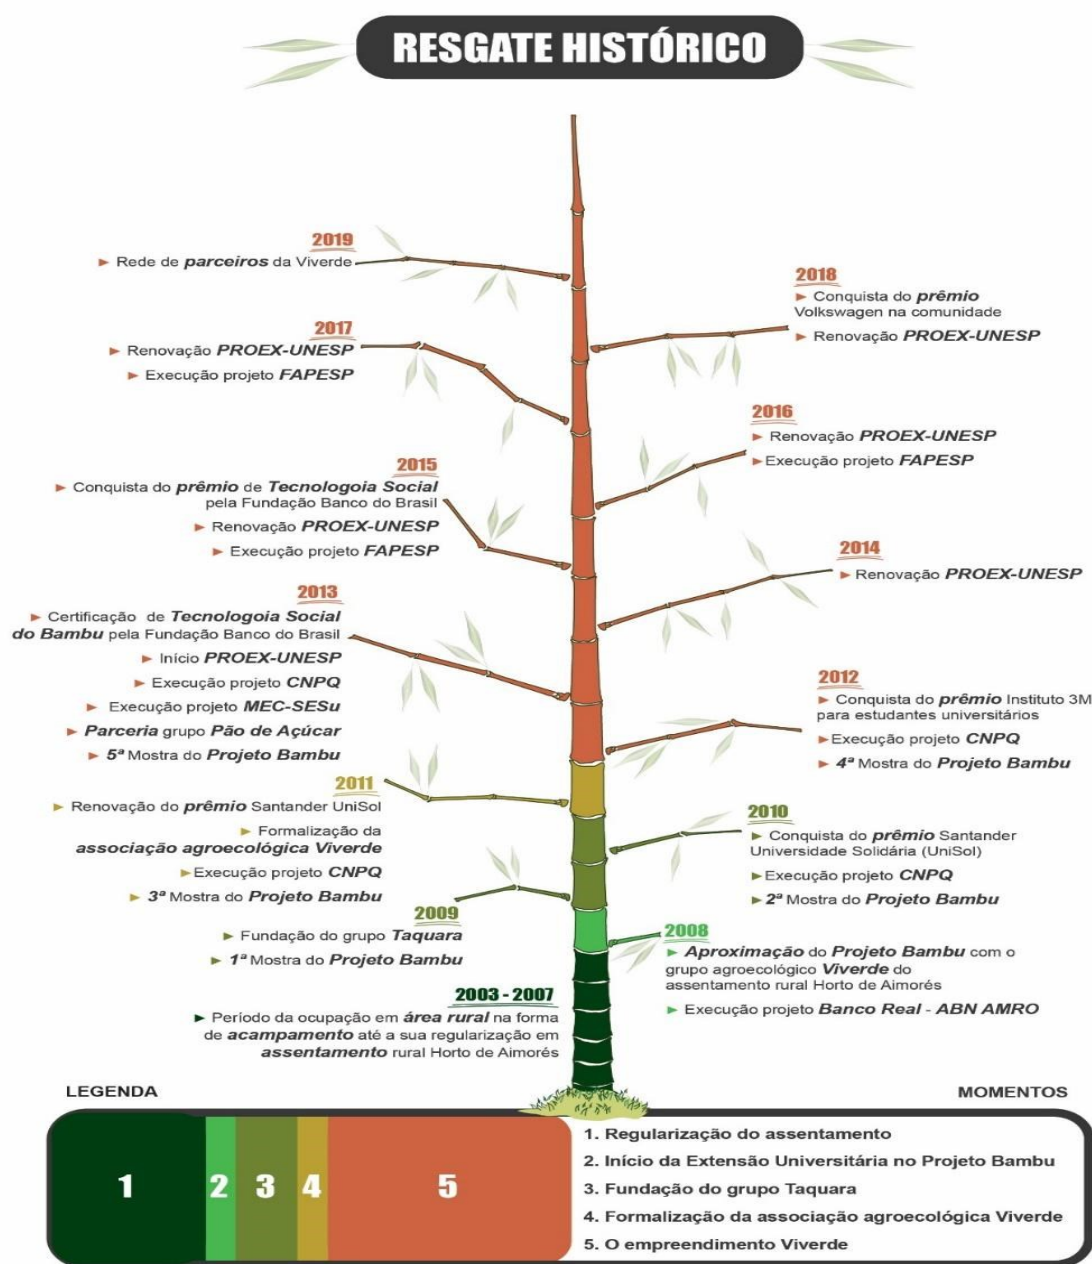 RESGATE HISTÓRICO
2019
► Rede de parceiros da Viverde
2018
► Conquista do prêmio
Volkswagen na comunidade
► Renovação PROEX-UNESP
2017
► Renovação PROEX-UNESP
► Execução projeto FAPESP
2016
► Renovação PROEX-UNESP
►Execução projeto FAPESP
2015
► Conquista do prêmio de Tecnologoia Social
pela Fundação Banco do Brasil
► Renovação PROEX-UNESP
► Execução projeto FAPESP
2014
► Renovação PROEX-UNESP
2013
► Certificação de Tecnologoia Social
do Bambu pela Fundação Banco do Brasil
► Início PROEX-UNESP
► Execução projeto CNPQ
► Execução projeto MEC-SESu
► Parceria grupo Pão de Açúcar
► 5ª Mostra do Projeto Bambu
2012
► Conquista do prêmio Instituto 3M
para estudantes universitários
►Execução projeto CNPQ
► 4ª Mostra do Projeto Bambu
2011
► Renovação do prêmio Santander UniSol
► Formalização da
associação agroecológica Viverde
►Execução projeto CNPQ
► 3ª Mostra do Projeto Bambu
2010
► Conquista do prêmio Santander
Universidade Solidária (UniSol)
►Execução projeto CNPQ
►2ª Mostra do Projeto Bambu
2009
► Fundação do grupo Taquara
► 1ª Mostra do Projeto Bambu
2008
► Aproximação do Projeto Bambu com o
grupo agroecológico Viverde do
assentamento rural Horto de Aimorés
► Execução projeto Banco Real - ABN AMRO
2003 - 2007
► Período da ocupação em área rural na forma
de acampamento até a sua regularização em
assentamento rural Horto de Aimorés
LEGENDA
MOMENTOS
1 2 3 4 5
1. Regularização do assentamento
2. Início da Extensão Universitária no Projeto Bambu
3. Fundação do grupo Taquara
4. Formalização da associação agroecológica Viverde
5. O empreendimento Viverde